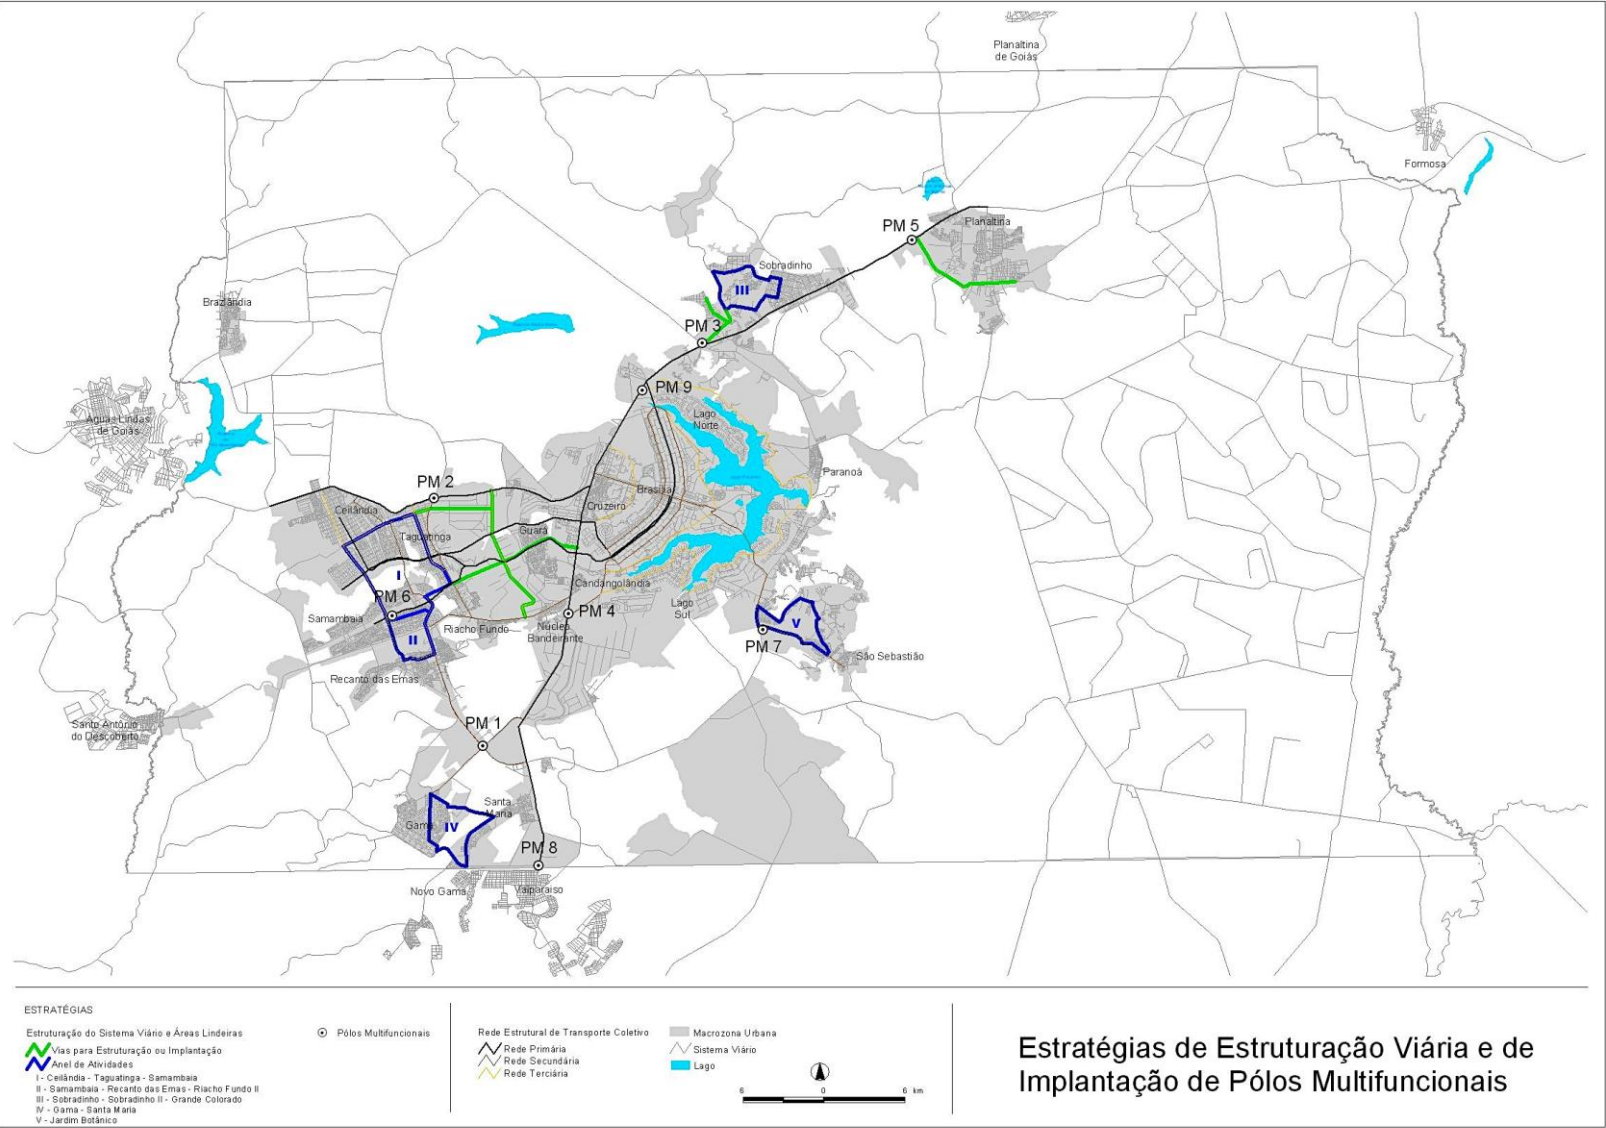 Planaltina
de Goiás
Formosa
PM 5
Planaltina
Sobradinho
III
Brazlândia
PM 3
PM 9
Águas Lindas
de Goiás
Lago
Norte
Paranoá
PM 2
Brasília
Ceilândia
Cruzeiro
Guará
Taguatinga
I
Candangolândia
PM 6
Lago
Sul
PM 4
Samambaia
Riacho Fundo
Núcleo
Bandeirante
V
II
PM 7
São Sebastião
Recanto das Emas
Santo Antônio
do Descoberto
PM 1
Santa
Maria
Gama
IV
PM 8
Novo Gama
Valparaiso
ESTRATÉGIAS
Estruturação do Sistema Viário e Áreas Lindeiras
Vias para Estruturação ou Implantação
Anel de Atividades
I - Ceilândia - Taguatinga - Samambaia
II - Samambaia - Recanto das Emas - Riacho Fundo II
III - Sobradinho - Sobradinho II - Grande Colorado
IV - Gama - Santa Maria
V - Jardim Botânico
Pólos Multifuncionais
Rede Estrutural de Transporte Coletivo
Rede Primária
Rede Secundária
Rede Terciária
Macrozona Urbana
Sistema Viário
Lago
6 0 6 km
Estratégias de Estruturação Viária e de
Implantação de Pólos Multifuncionais